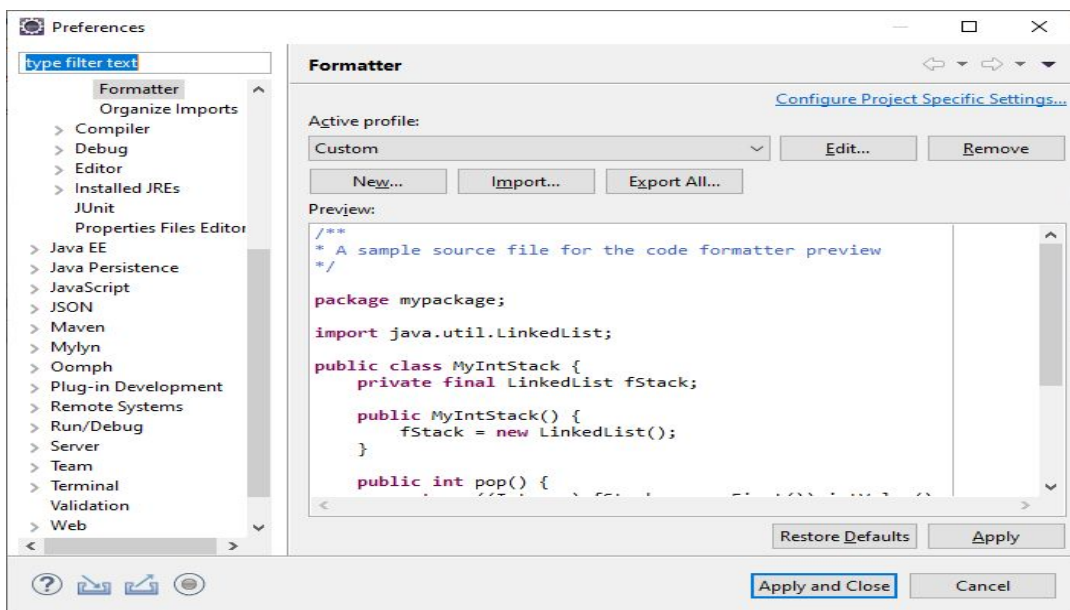 Preferences
type filter text
Formatter
Organize Imports
Compiler
Debug
Editor
Installed JREs
JUnit
Properties Files Editor
Java EE
Java Persistence
JavaScript
JSON
Maven
Mylyn
Oomph
Plug-in Development
Remote Systems
Run/Debug
Server
Team
Terminal
Validation
Web
Formatter
Configure Project Specific Settings...
Active profile:
Custom
Edit...
Remove
New...
Import...
Export All...
Preview:
/**
* A sample source file for the code formatter preview
*/
package mypackage;
import java.util.LinkedList;
public class MyIntStack {
private final LinkedList fStack;
public MyIntStack() {
fStack = new LinkedList();
}
public int pop() {
Restore Defaults
Apply
?
Apply and Close
Cancel